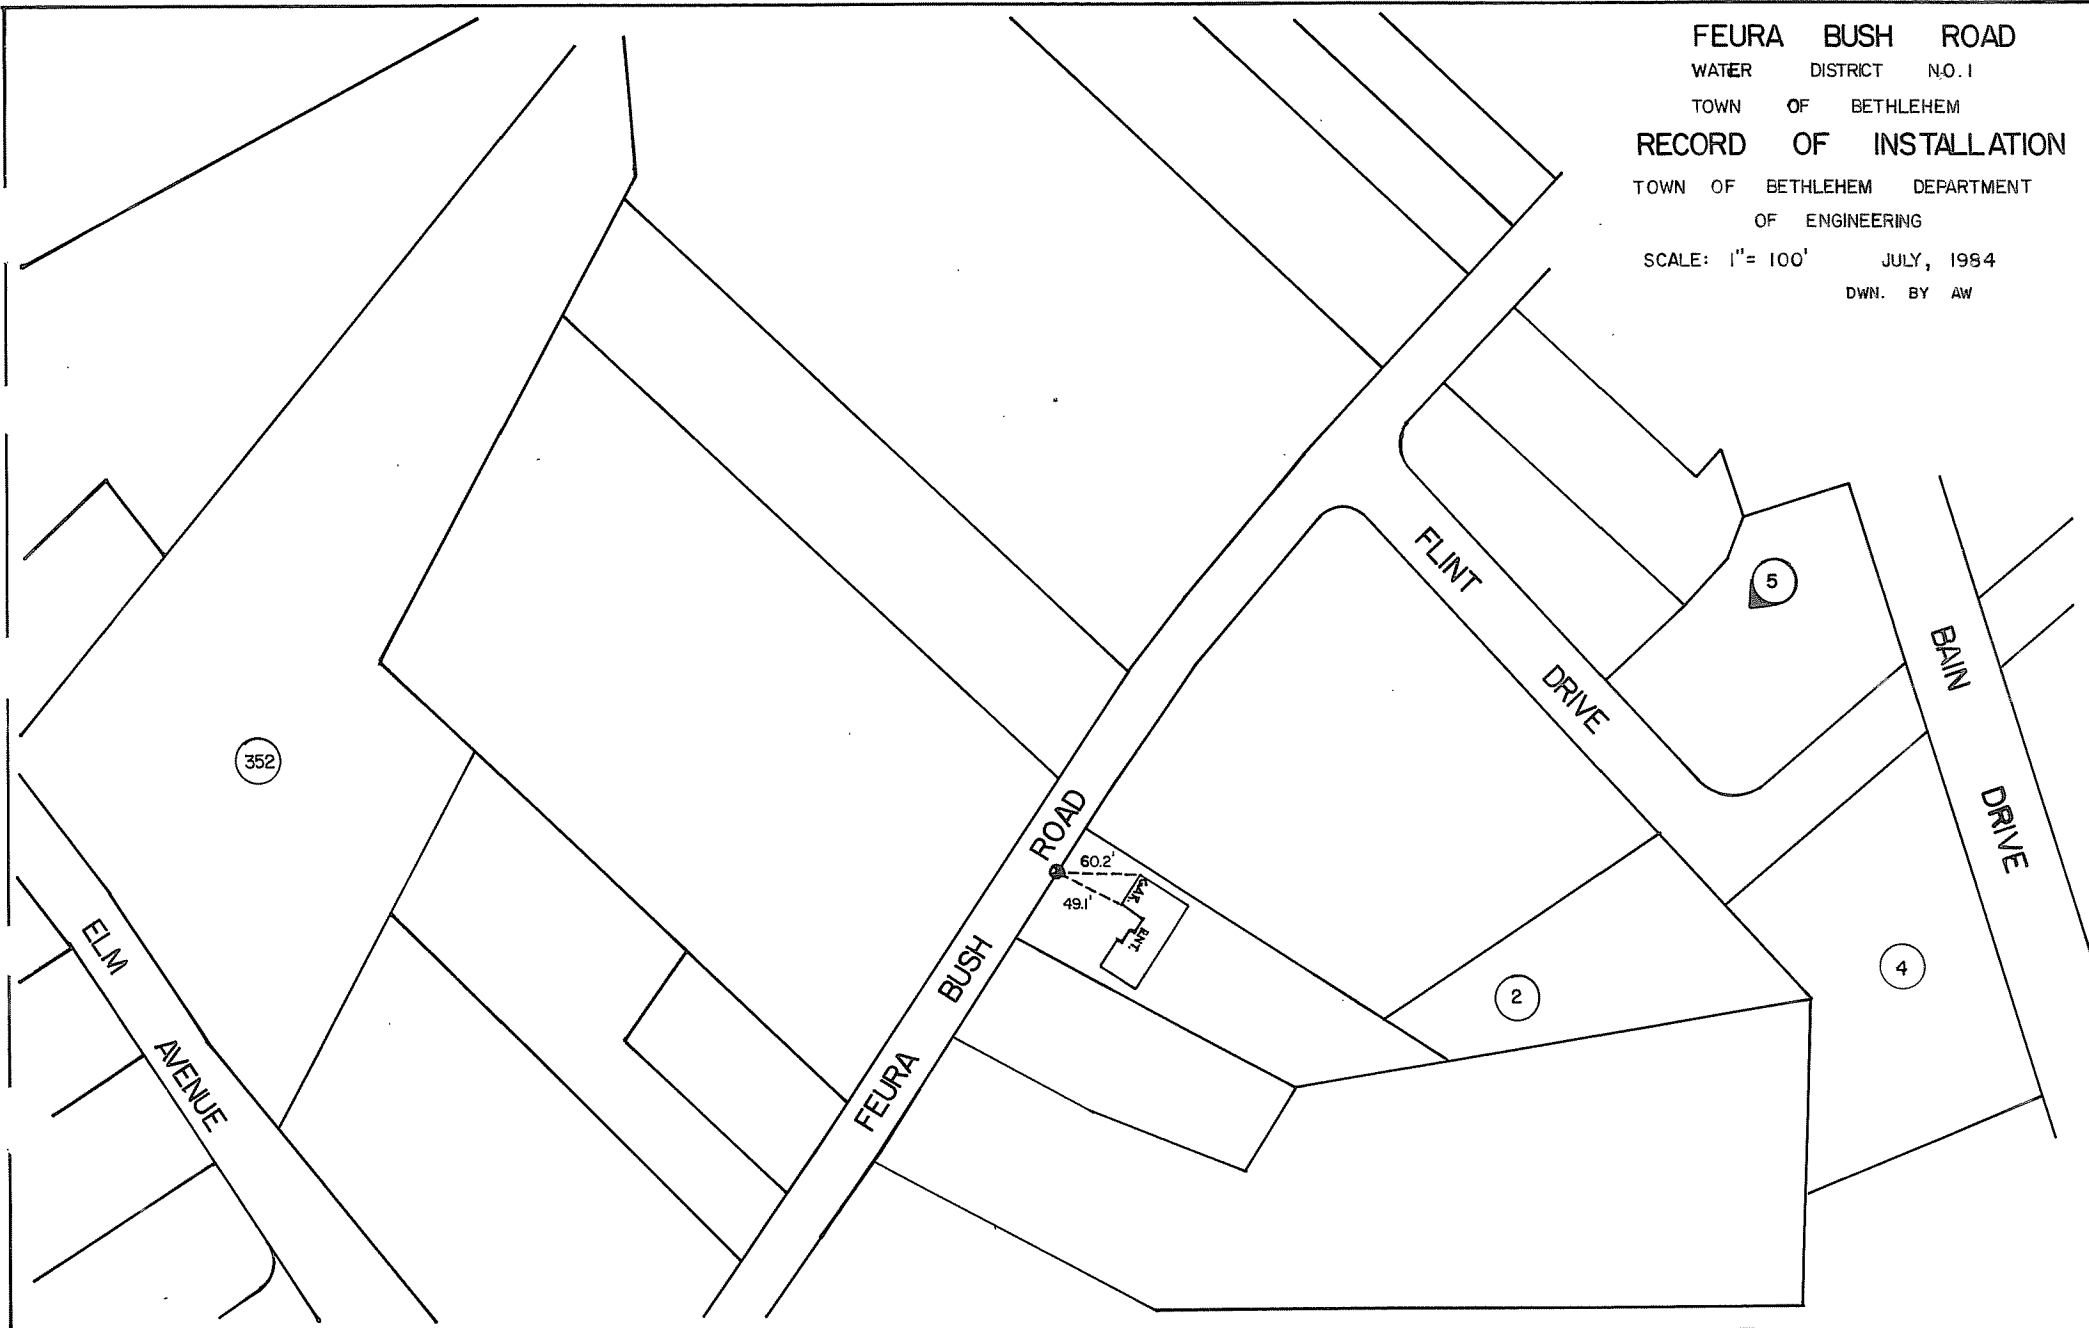 FEURA BUSH ROAD
WATER DISTRICT NO. 1
TOWN OF BETHLEHEM
RECORD OF INSTALLATION
TOWN OF BETHLEHEM DEPARTMENT
OF ENGINEERING
SCALE: 1"= 100' JULY, 1984
DWN. BY AW
FLINT DRIVE
5
BAIN DRIVE
352
FEURA BUSH ROAD
60.2'
49.1'
GAR.
ENT.
ELM AVENUE
2
4